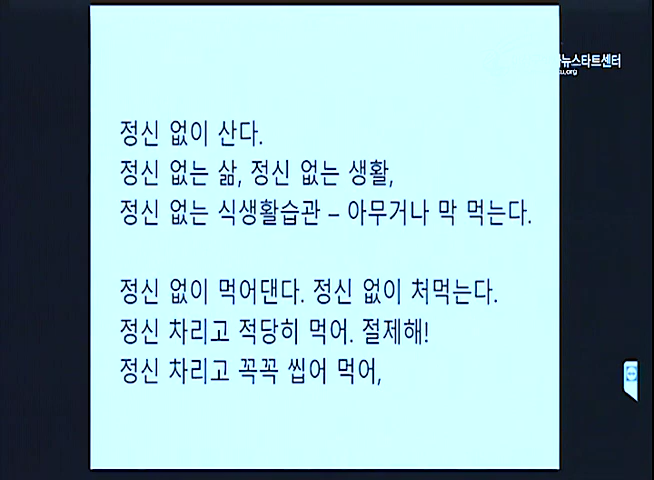 뉴스타트센터
정신 없이 산다.
정신 없는 삶, 정신 없는 생활,
정신 없는 식생활습관 – 아무거나 막 먹는다.
정신 없이 먹어댄다. 정신 없이 처먹는다.
정신 차리고 적당히 먹어. 절제해!
정신 차리고 꼭꼭 씹어 먹어,